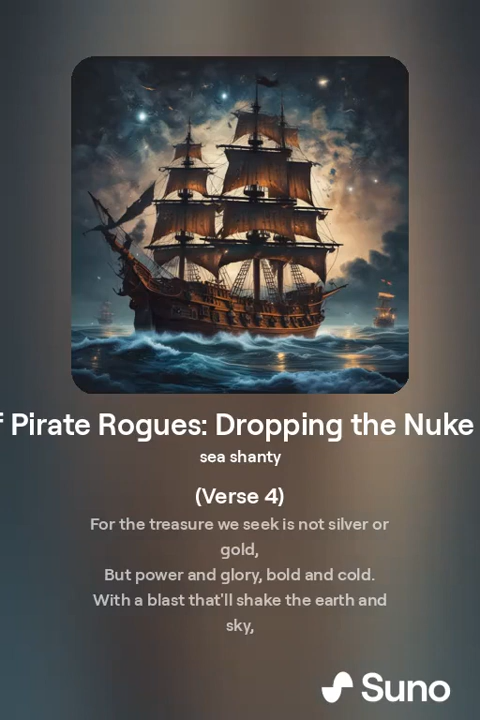 f Pirate Rogues: Dropping the Nuke
sea shanty
(Verse 4)
For the treasure we seek is not silver or
gold,
But power and glory, bold and cold.
With a blast that'll shake the earth and
sky,
Suno